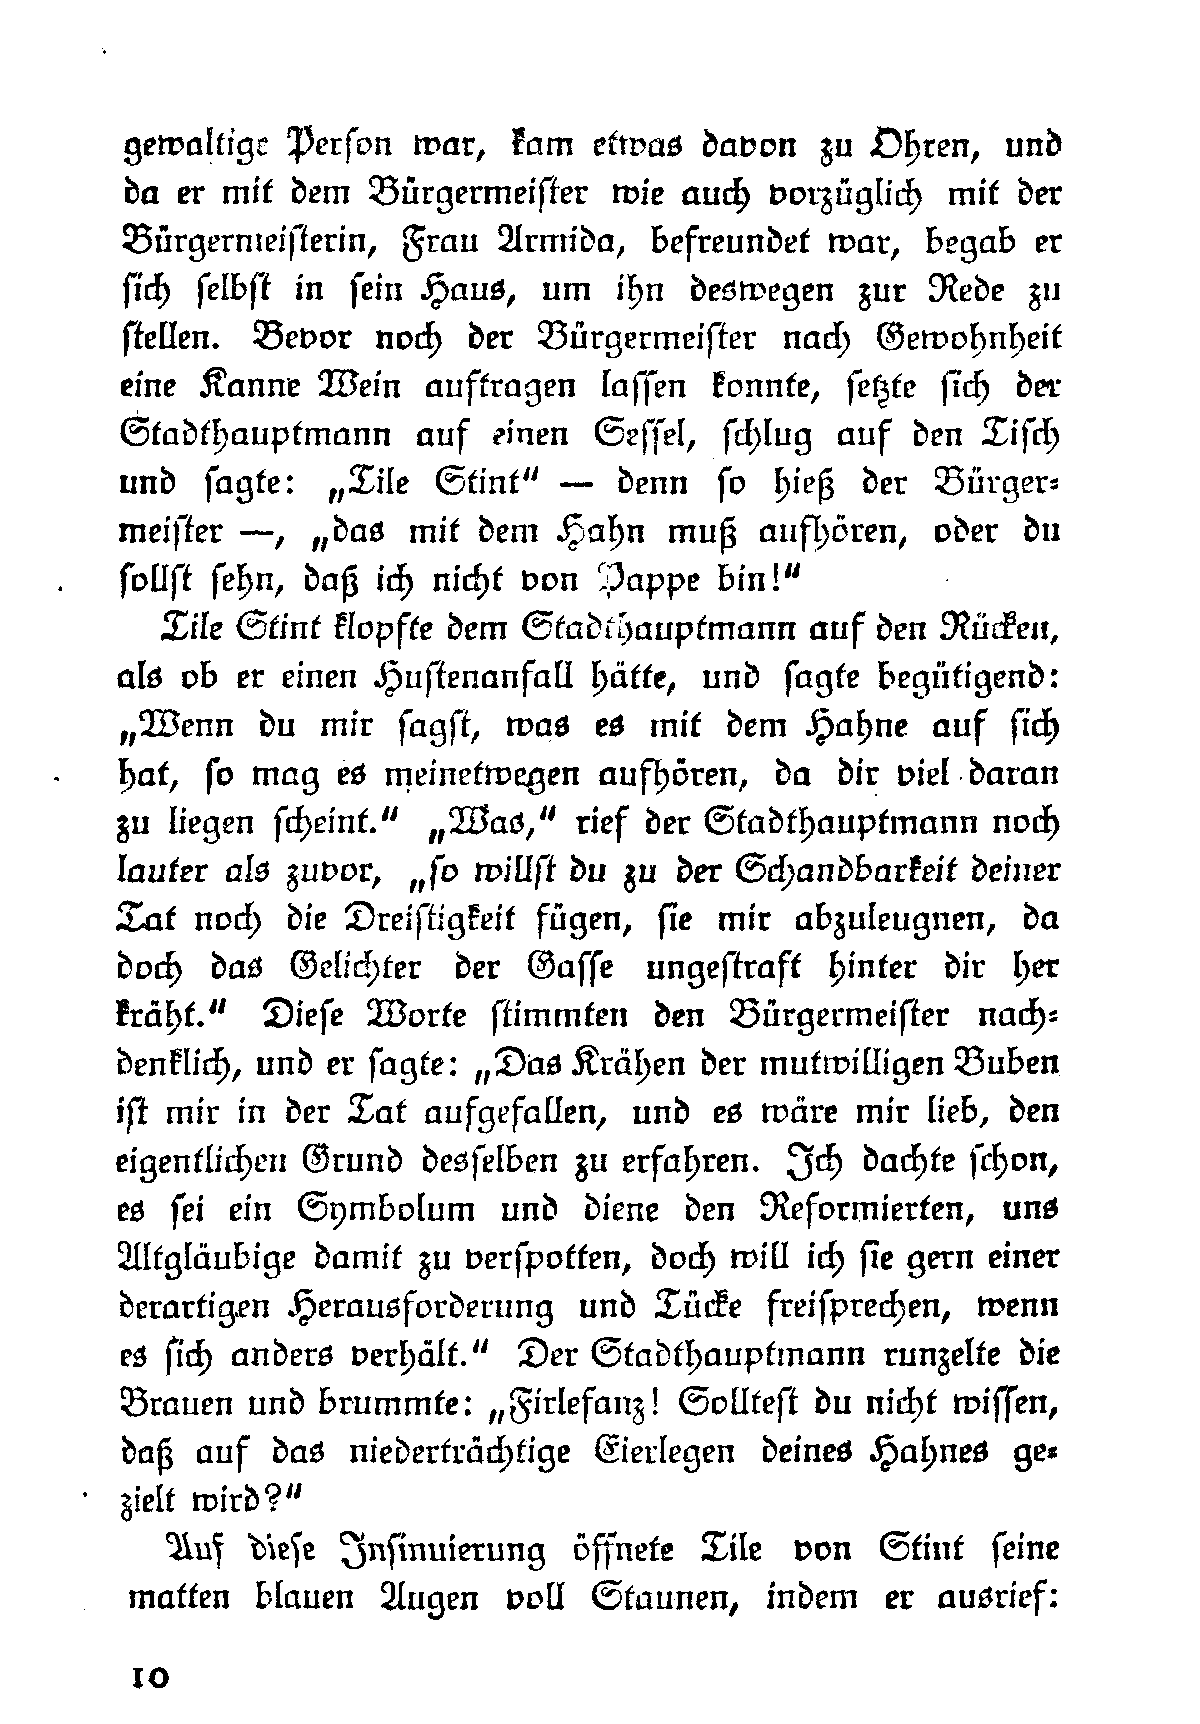 gewaltige Perſon war, kam etwas davon zu Ohren, und
da er mit dem Bürgermeiſter wie auch vorzüglich mit der
Bürgermeiſterin, Frau Armida, befreundet war, begab er
ſich ſelbſt in ſein Haus, um ihn deswegen zur Rede zu
ſtellen. Bevor noch der Bürgermeiſter nach Gewohnheit
eine Kanne Wein auftragen laſſen konnte, ſetzte ſich der
Stadthauptmann auf einen Seſſel, ſchlug auf den Tiſch
und ſagte: „Tile Stint“ — denn ſo hieß der Bürger-
meiſter —, „das mit dem Hahn muß aufhören, oder du
ſollſt ſehn, daß ich nicht von Pappe bin!“
Tile Stint klopfte dem Stadthauptmann auf den Rücken,
als ob er einen Huſtenanfall hätte, und ſagte begütigend:
„Wenn du mir ſagſt, was es mit dem Hahne auf ſich
hat, ſo mag es meinetwegen aufhören, da dir viel daran
zu liegen ſcheint.“ „Was,“ rief der Stadthauptmann noch
lauter als zuvor, „ſo willſt du zu der Schandbarkeit deiner
Tat noch die Dreiſtigkeit fügen, ſie mir abzuleugnen, da
doch das Gelichter der Gaſſe ungeſtraft hinter dir her
kräht.“ Dieſe Worte ſtimmten den Bürgermeiſter nach-
denklich, und er ſagte: „Das Krähen der mutwilligen Buben
iſt mir in der Tat aufgefallen, und es wäre mir lieb, den
eigentlichen Grund desſelben zu erfahren. Ich dachte ſchon,
es ſei ein Symbolum und diene den Reformierten, uns
Altgläubige damit zu verſpotten, doch will ich ſie gern einer
derartigen Herausforderung und Tücke freiſprechen, wenn
es ſich anders verhält.“ Der Stadthauptmann runzelte die
Brauen und brummte: „Firlefanz! Sollteſt du nicht wiſſen,
daß auf das niederträchtige Eierlegen deines Hahnes ge-
zielt wird?“
Auf dieſe Inſinuierung öffnete Tile von Stint ſeine
matten blauen Augen voll Staunen, indem er ausrief:
10